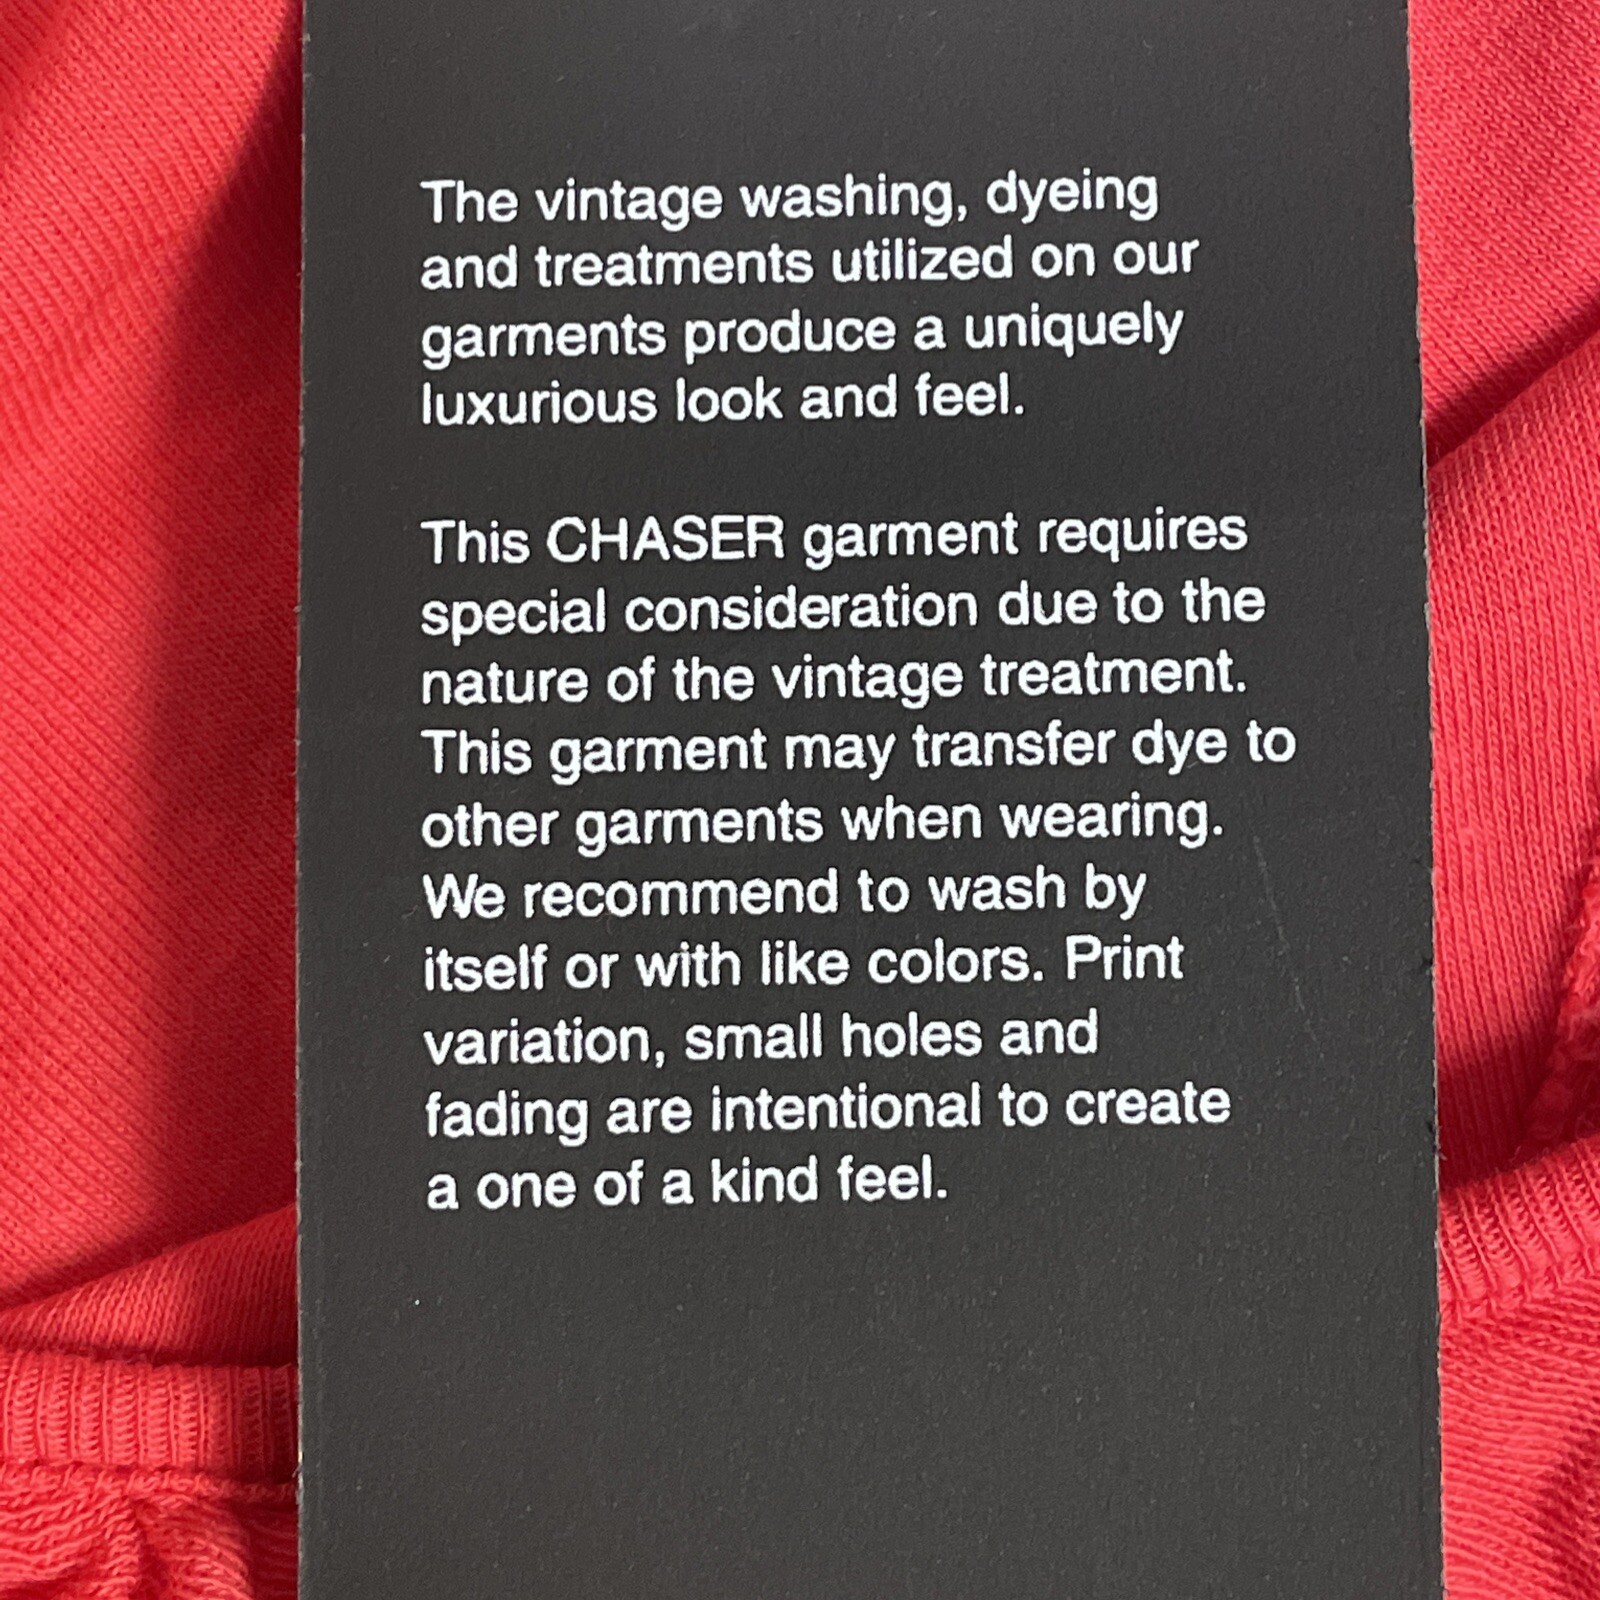 The vintage washing, dyeing
and treatments utilized on our
garments produce a uniquely
luxurious look and feel.
This CHASER garment requires
special consideration due to the
nature of the vintage treatment.
This garment may transfer dye to
other garments when wearing.
We recommend to wash by
itself or with like colors. Print
variation, small holes and
fading are intentional to create
a one of a kind feel.